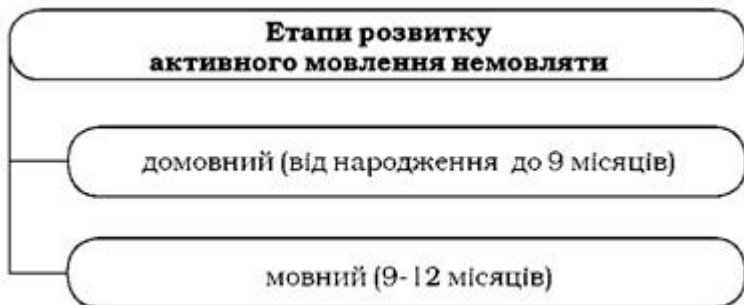 Етапи розвитку
активного мовлення немовляти
домовний (від народження до 9 місяців)
мовний (9-12 місяців)